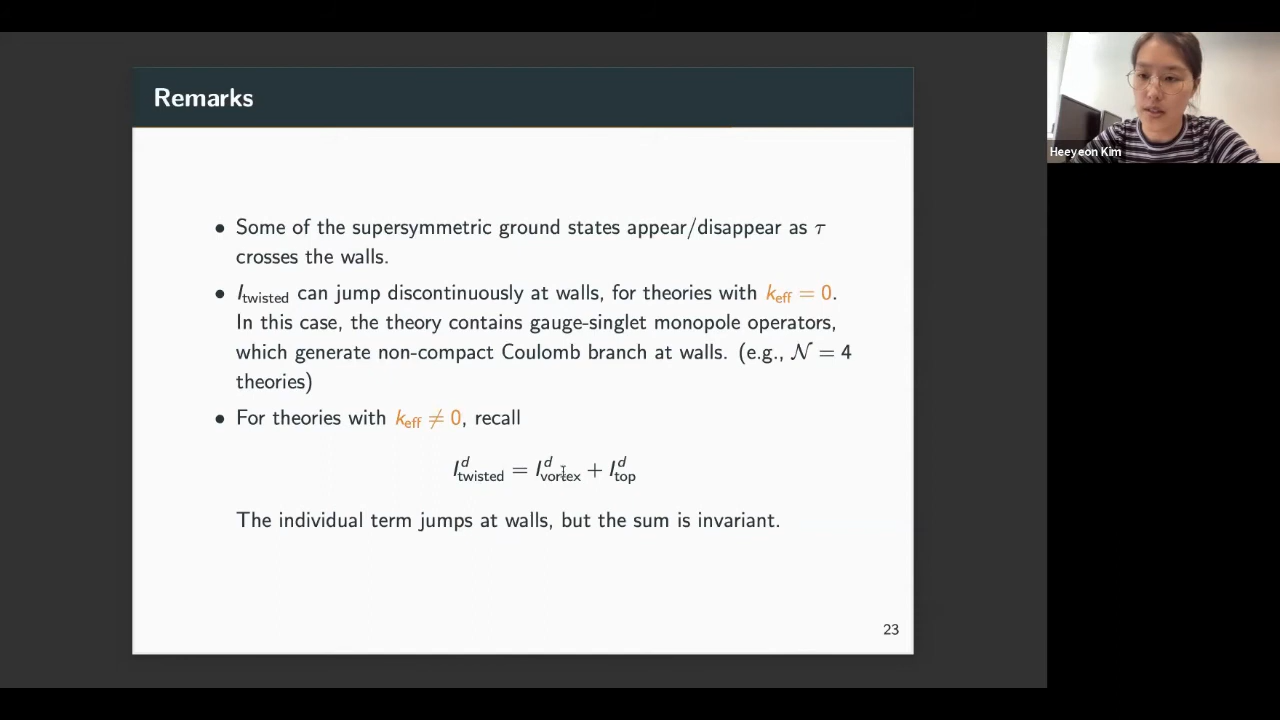 Remarks
Heeyeon Kim
• Some of the supersymmetric ground states appear/disappear as τ
crosses the walls.
• I_twisted can jump discontinuously at walls, for theories with k_eff = 0.
In this case, the theory contains gauge-singlet monopole operators,
which generate non-compact Coulomb branch at walls. (e.g., 𝒩 = 4
theories)
• For theories with k_eff ≠ 0, recall
I^d_twisted = I^d_vortex + I^d_top
The individual term jumps at walls, but the sum is invariant.
23